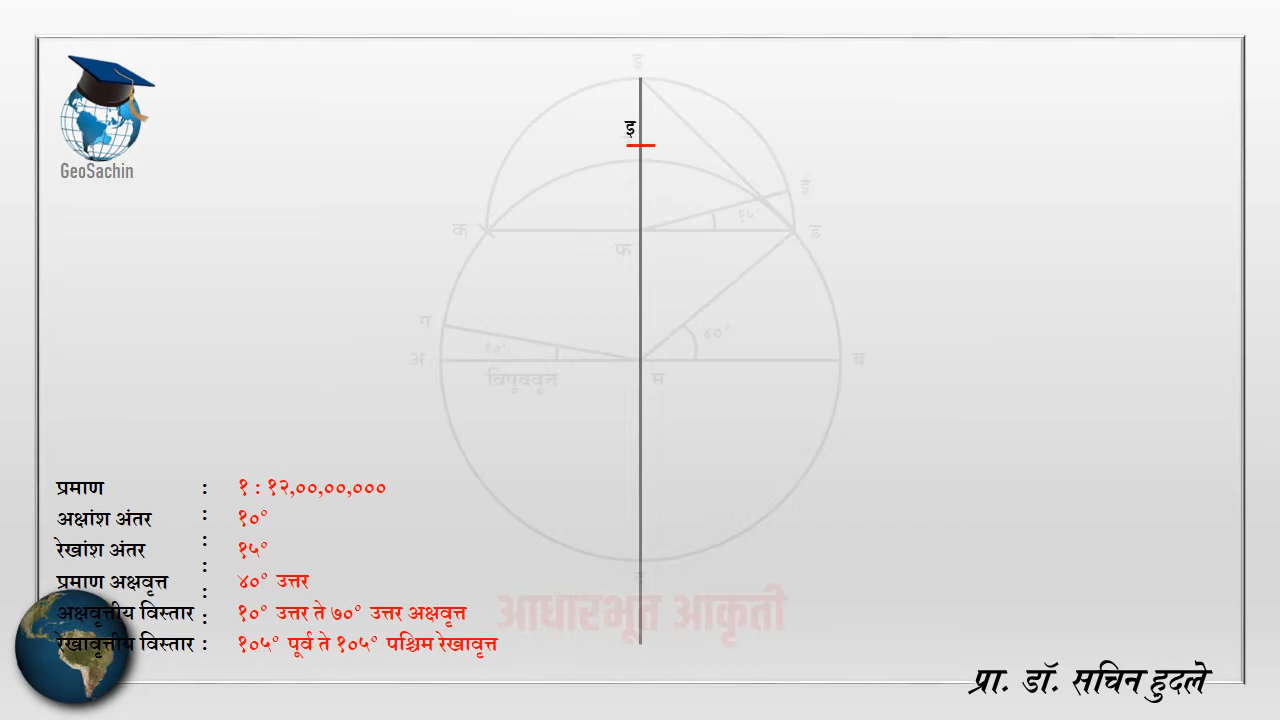 GeoSachin
इ
क
फ
ड
१५°
ग
अ
१०°
४०°
ब
विषुववृत्त
म
प्रमाण : १ : १२,००,००,०००
अक्षांश अंतर : १०°
रेखांश अंतर : १५°
प्रमाण अक्षवृत्त : ४०° उत्तर
अक्षवृत्तीय विस्तार : १०° उत्तर ते ७०° उत्तर अक्षवृत्त
रेखावृत्तीय विस्तार : १०५° पूर्व ते १०५° पश्चिम रेखावृत्त
आधारभूत आकृती
प्रा. डॉ. सचिन हुदले